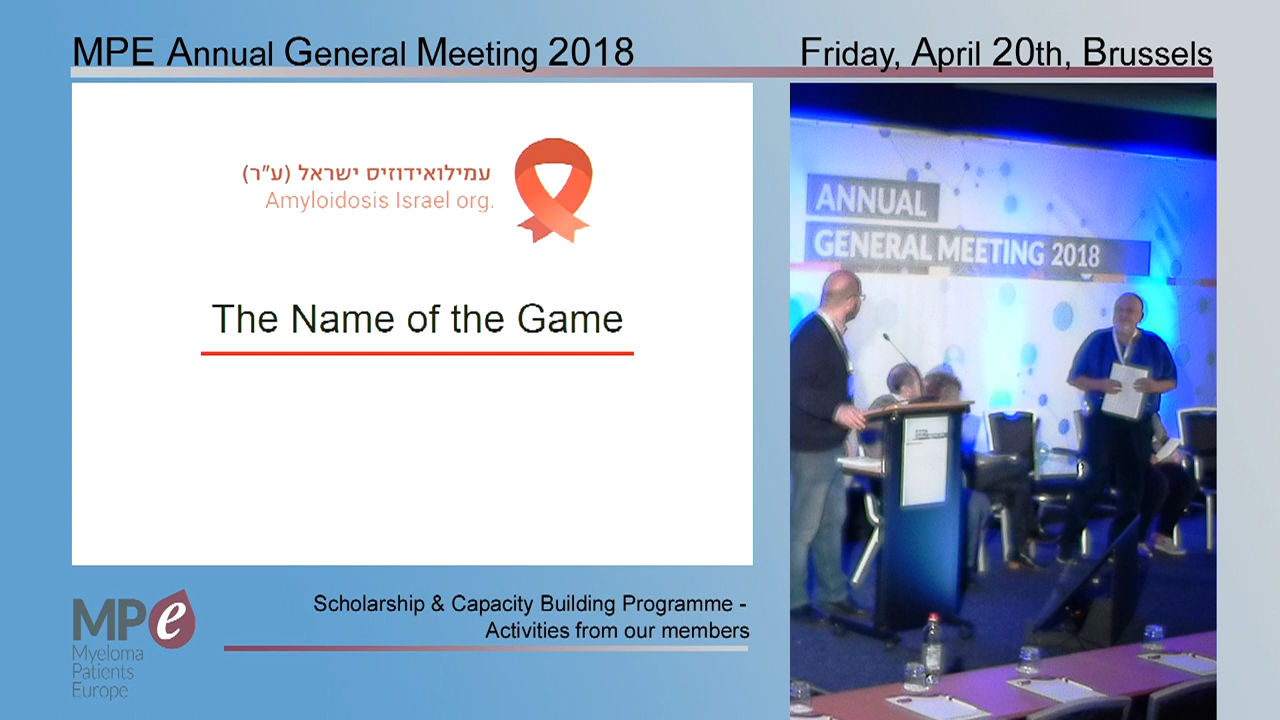 MPE Annual General Meeting 2018
Friday, April 20th, Brussels
עמילואידוזיס ישראל (ע״ר)
Amyloidosis Israel org.
The Name of the Game
ANNUAL
GENERAL MEETING 2018
Scholarship & Capacity Building Programme -
Activities from our members
MPe
Myeloma
Patients
Europe